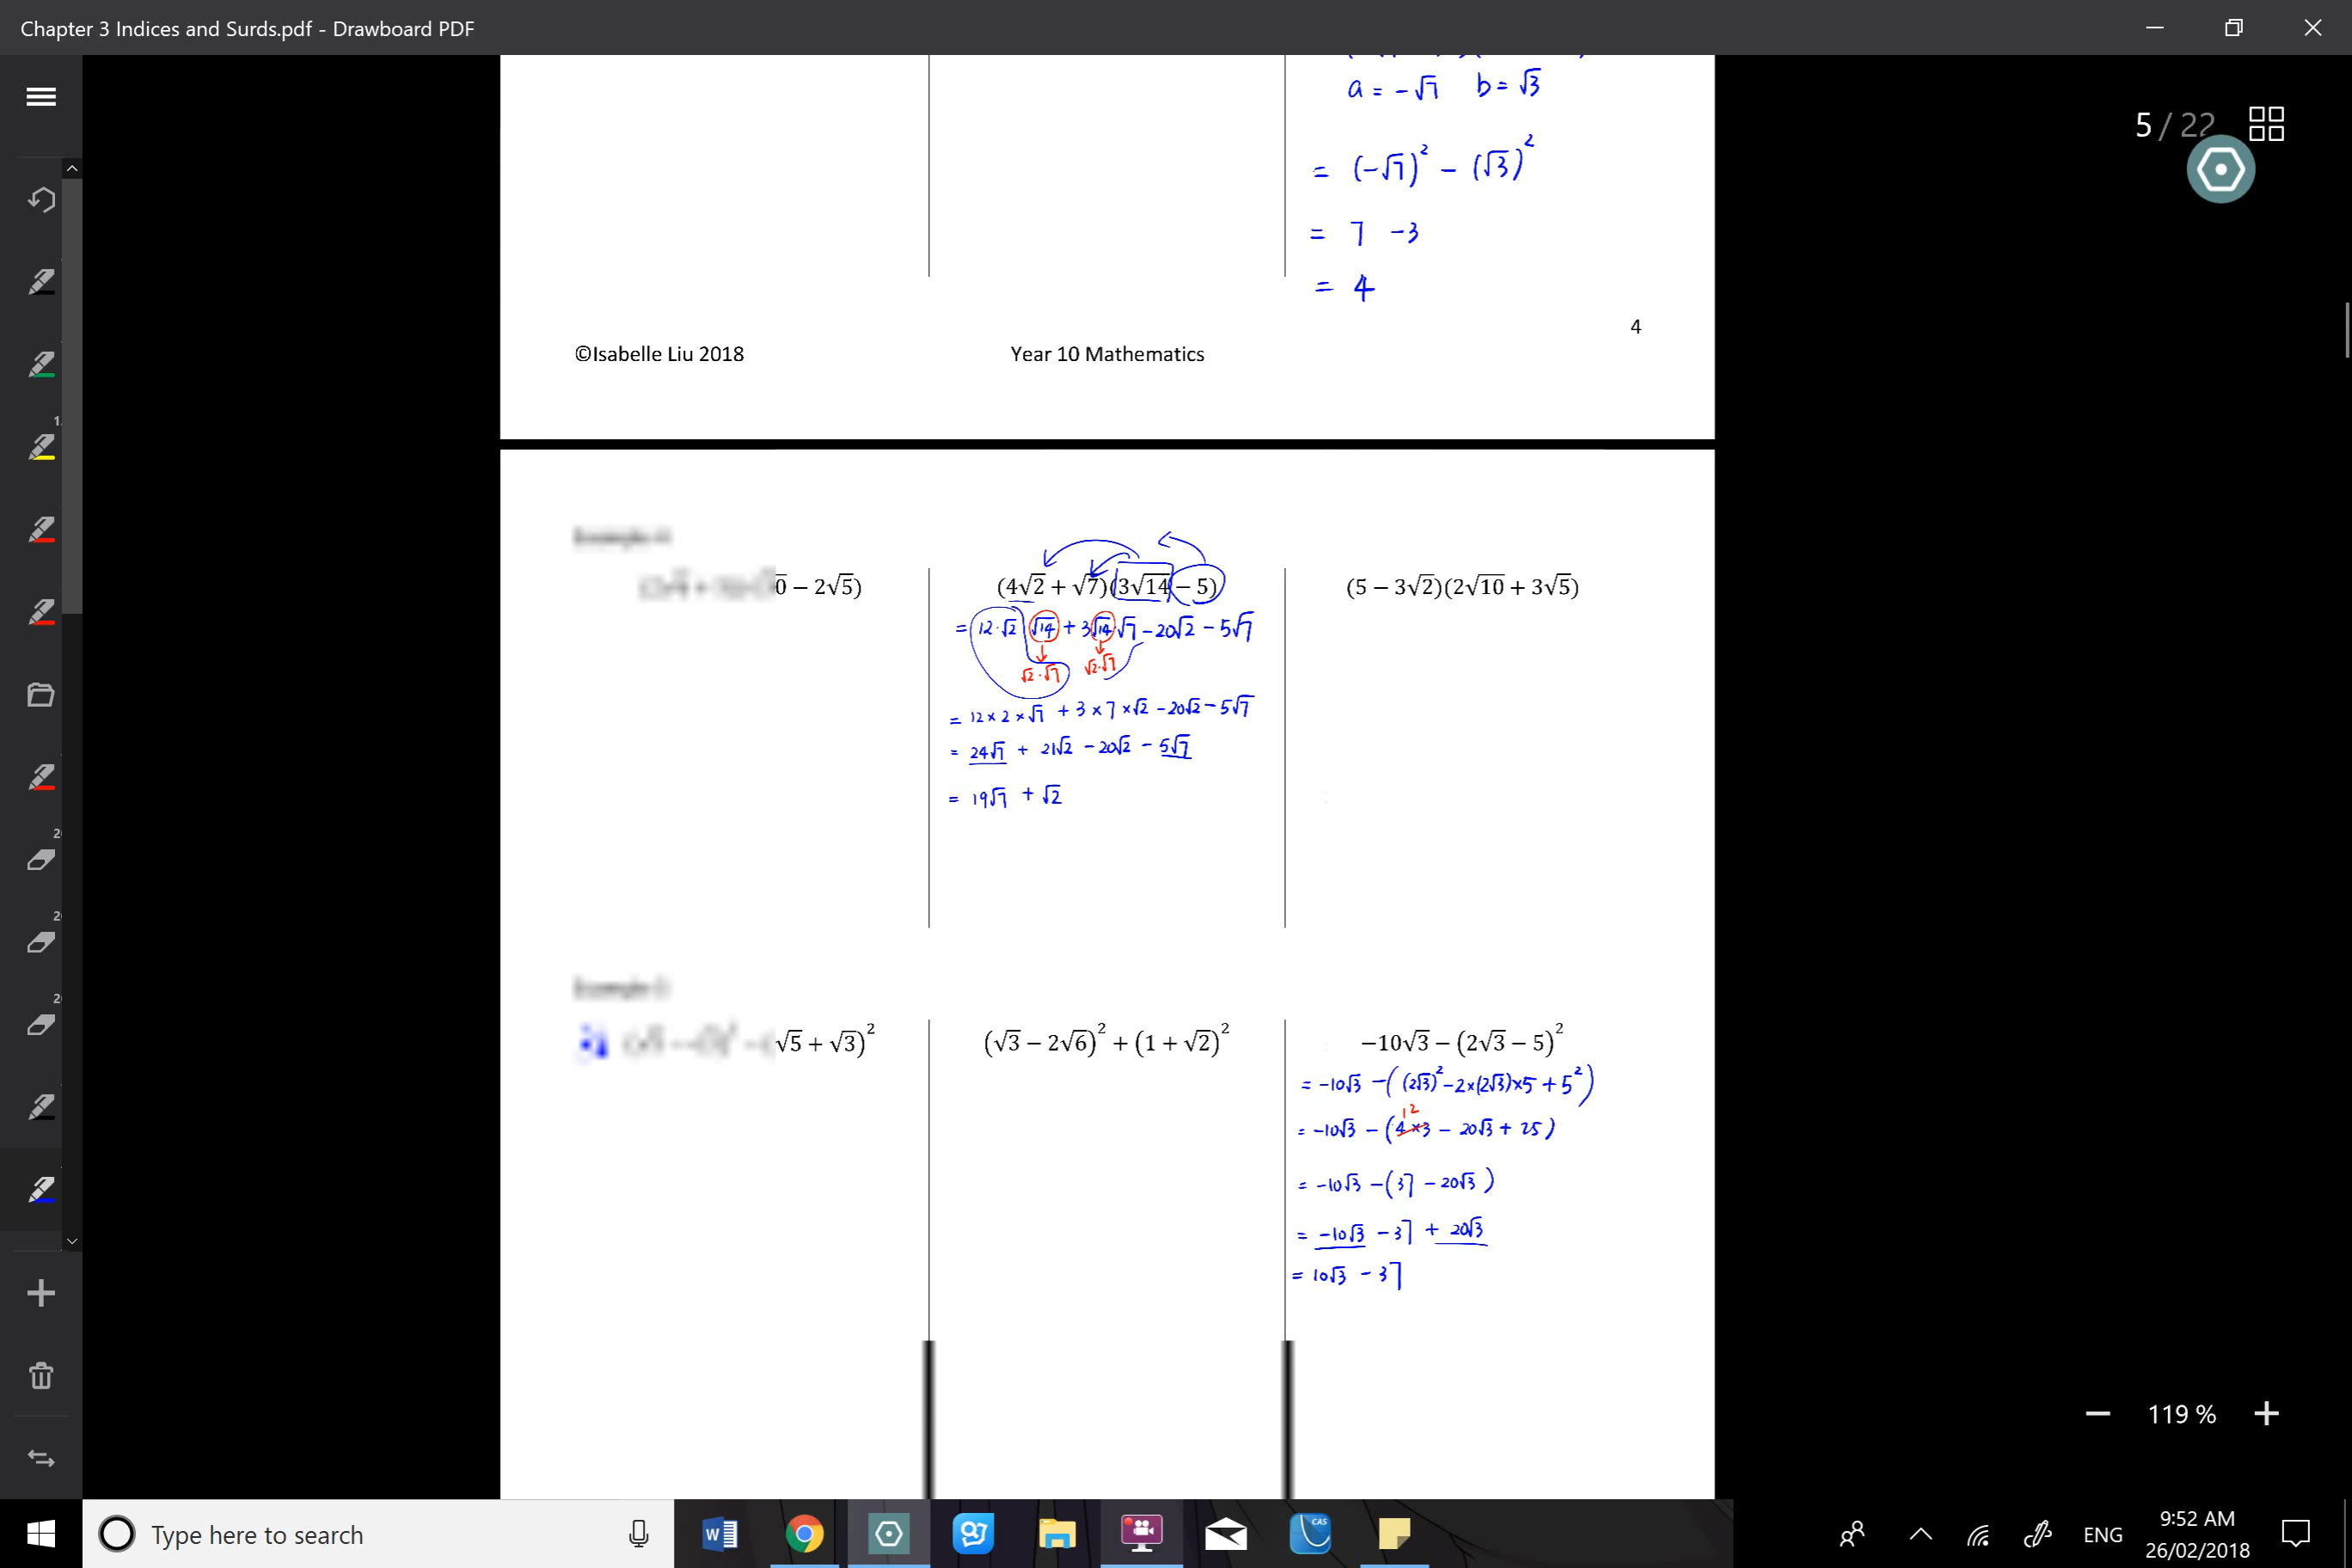 Chapter 3 Indices and Surds.pdf - Drawboard PDF
5 / 22
a = -√7 b = √3
= (-√7)² - (√3)²
= 7 - 3
= 4
4
©Isabelle Liu 2018 Year 10 Mathematics
0 − 2√5)
(4√2 + √7)(3√14 − 5)
= 12·√2 √14 + 3√14·√7 - 20√2 - 5√7
√2·√7 √2·√7
= 12 × 2 × √7 + 3 × 7 × √2 - 20√2 - 5√7
= 24√7 + 21√2 - 20√2 - 5√7
= 19√7 + √2
(5 − 3√2)(2√10 + 3√5)
√5 + √3)²
(√3 − 2√6)² + (1 + √2)²
−10√3 − (2√3 − 5)²
= -10√3 - ((2√3)² - 2×(2√3)×5 + 5²)
12
= -10√3 - (4×3 - 20√3 + 25)
= -10√3 - (37 - 20√3)
= -10√3 - 37 + 20√3
= 10√3 - 37
119 %
Type here to search
W
CAS
ENG
9:52 AM
26/02/2018